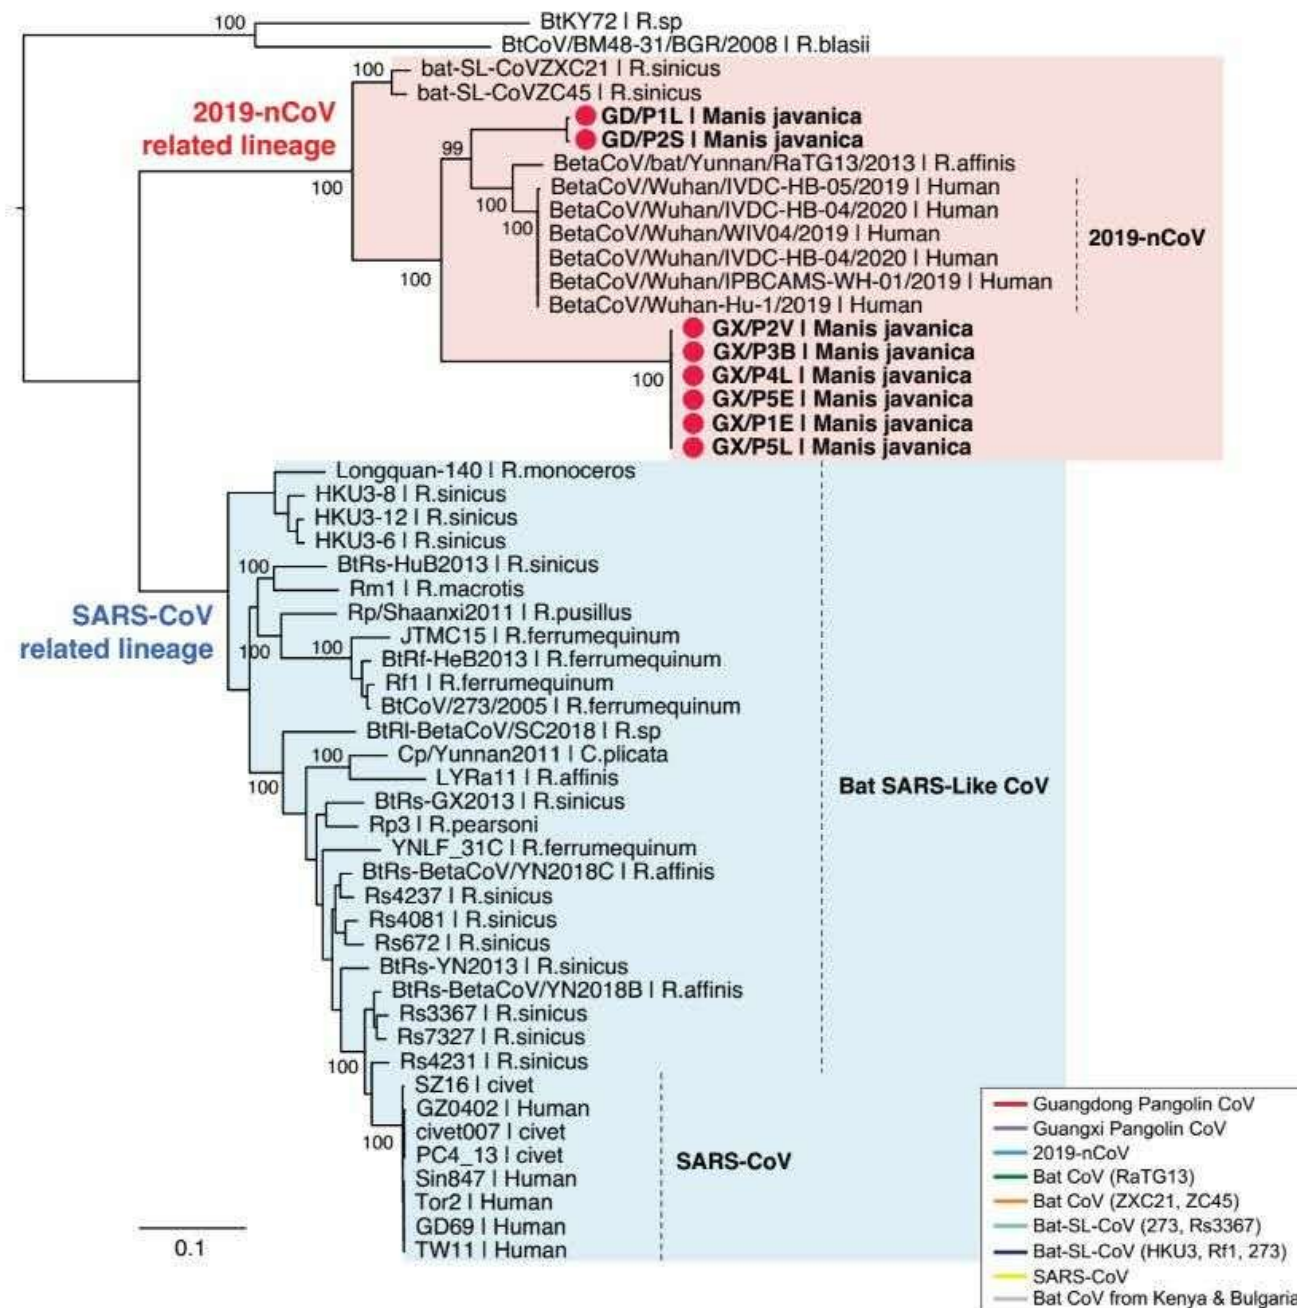 100
BtKY72 | R.sp
BtCoV/BM48-31/BGR/2008 | R.blasii
100
bat-SL-CoVZXC21 | R.sinicus
bat-SL-CoVZC45 | R.sinicus
2019-nCoV
related lineage
100
GD/P1L | Manis javanica
GD/P2S | Manis javanica
99
BetaCoV/bat/Yunnan/RaTG13/2013 | R.affinis
100
BetaCoV/Wuhan/IVDC-HB-05/2019 | Human
BetaCoV/Wuhan/IVDC-HB-04/2020 | Human
100
BetaCoV/Wuhan/WIV04/2019 | Human
BetaCoV/Wuhan/IVDC-HB-04/2020 | Human
BetaCoV/Wuhan/IPBCAMS-WH-01/2019 | Human
BetaCoV/Wuhan-Hu-1/2019 | Human
2019-nCoV
100
GX/P2V | Manis javanica
GX/P3B | Manis javanica
100
GX/P4L | Manis javanica
GX/P5E | Manis javanica
GX/P1E | Manis javanica
GX/P5L | Manis javanica
Longquan-140 | R.monoceros
HKU3-8 | R.sinicus
HKU3-12 | R.sinicus
HKU3-6 | R.sinicus
100
BtRs-HuB2013 | R.sinicus
Rm1 | R.macrotis
SARS-CoV
related lineage
Rp/Shaanxi2011 | R.pusillus
100
100
JTMC15 | R.ferrumequinum
BtRf-HeB2013 | R.ferrumequinum
Rf1 | R.ferrumequinum
BtCoV/273/2005 | R.ferrumequinum
BtRl-BetaCoV/SC2018 | R.sp
100
Cp/Yunnan2011 | C.plicata
LYRa11 | R.affinis
100
Bat SARS-Like CoV
BtRs-GX2013 | R.sinicus
Rp3 | R.pearsoni
YNLF_31C | R.ferrumequinum
BtRs-BetaCoV/YN2018C | R.affinis
Rs4237 | R.sinicus
Rs4081 | R.sinicus
Rs672 | R.sinicus
BtRs-YN2013 | R.sinicus
BtRs-BetaCoV/YN2018B | R.affinis
Rs3367 | R.sinicus
Rs7327 | R.sinicus
100
Rs4231 | R.sinicus
SZ16 | civet
GZ0402 | Human
civet007 | civet
100
PC4_13 | civet
Sin847 | Human
Tor2 | Human
GD69 | Human
TW11 | Human
SARS-CoV
0.1
Guangdong Pangolin CoV
Guangxi Pangolin CoV
2019-nCoV
Bat CoV (RaTG13)
Bat CoV (ZXC21, ZC45)
Bat-SL-CoV (273, Rs3367)
Bat-SL-CoV (HKU3, Rf1, 273)
SARS-CoV
Bat CoV from Kenya & Bulgaria